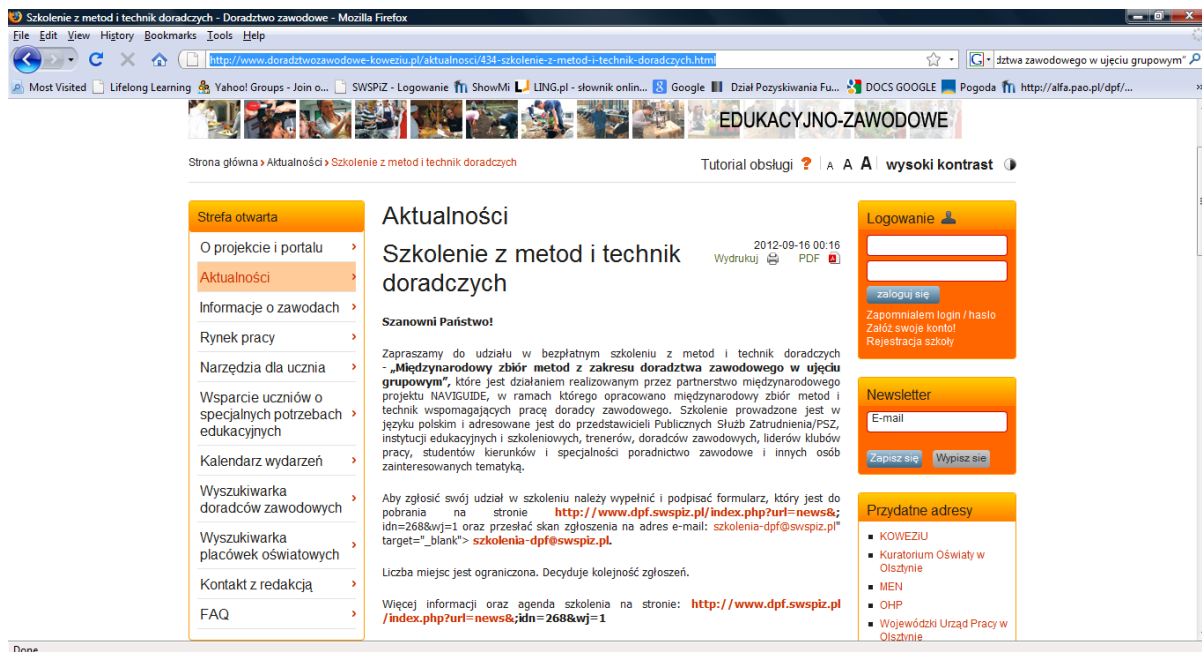 Szkolenie z metod i technik doradczych - Doradztwo zawodowe - Mozilla Firefox
File Edit View History Bookmarks Tools Help
http://www.doradztwozawodowe-koweziu.pl/aktualnosci/434-szkolenie-z-metod-i-technik-doradczych.html
dztwa zawodowego w ujęciu grupowym"
Most Visited Lifelong Learning Yahoo! Groups - Join o... SWSPiZ - Logowanie ShowMi LING.pl - słownik onlin... Google Dział Pozyskiwania Fu... DOCS GOOGLE Pogoda http://alfa.pao.pl/dpf/... »
EDUKACYJNO-ZAWODOWE
Strona główna › Aktualności › Szkolenie z metod i technik doradczych
Tutorial obsługi ? A A A wysoki kontrast
Strefa otwarta
O projekcie i portalu
Aktualności
Informacje o zawodach
Rynek pracy
Narzędzia dla ucznia
Wsparcie uczniów o
specjalnych potrzebach
edukacyjnych
Kalendarz wydarzeń
Wyszukiwarka
doradców zawodowych
Wyszukiwarka
placówek oświatowych
Kontakt z redakcją
FAQ
Aktualności
Szkolenie z metod i technik
doradczych
2012-09-16 00:16
Wydrukuj PDF
Szanowni Państwo!
Zapraszamy do udziału w bezpłatnym szkoleniu z metod i technik doradczych
- „Międzynarodowy zbiór metod z zakresu doradztwa zawodowego w ujęciu
grupowym”, które jest działaniem realizowanym przez partnerstwo międzynarodowego
projektu NAVIGUIDE, w ramach którego opracowano międzynarodowy zbiór metod i
technik wspomagających pracę doradcy zawodowego. Szkolenie prowadzone jest w
języku polskim i adresowane jest do przedstawicieli Publicznych Służb Zatrudnienia/PSZ,
instytucji edukacyjnych i szkoleniowych, trenerów, doradców zawodowych, liderów klubów
pracy, studentów kierunków i specjalności poradnictwo zawodowe i innych osób
zainteresowanych tematyką.
Aby zgłosić swój udział w szkoleniu należy wypełnić i podpisać formularz, który jest do
pobrania na stronie http://www.dpf.swspiz.pl/index.php?url=news&;
idn=268&wj=1 oraz przesłać skan zgłoszenia na adres e-mail: szkolenia-dpf@swspiz.pl"
target="_blank"> szkolenia-dpf@swspiz.pl.
Liczba miejsc jest ograniczona. Decyduje kolejność zgłoszeń.
Więcej informacji oraz agenda szkolenia na stronie: http://www.dpf.swspiz.pl
/index.php?url=news&;idn=268&wj=1
Logowanie
zaloguj się
Zapomniałem login / hasło
Załóż swoje konto!
Rejestracja szkoły
Newsletter
E-mail
Zapisz się Wypisz sie
Przydatne adresy
KOWEZiU
Kuratorium Oświaty w
Olsztynie
MEN
OHP
Wojewódzki Urząd Pracy w
Olsztynie
Done